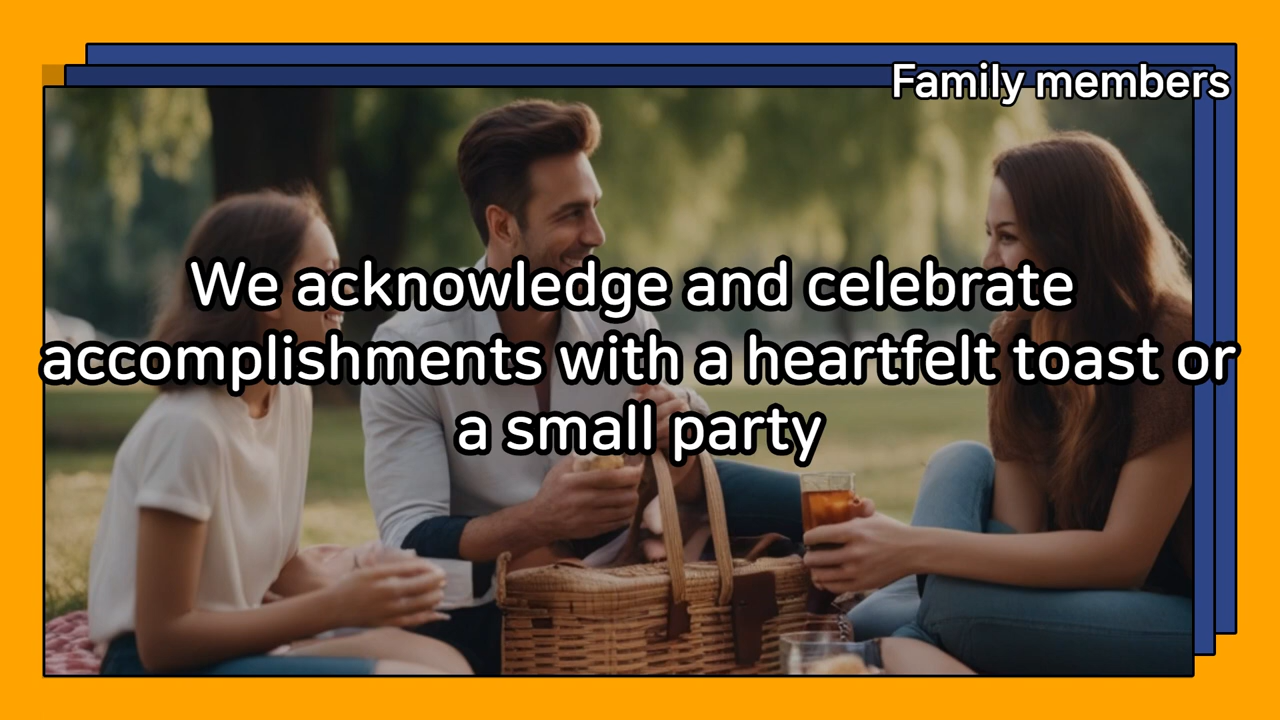 Family members
We acknowledge and celebrate
accomplishments with a heartfelt toast or
a small party